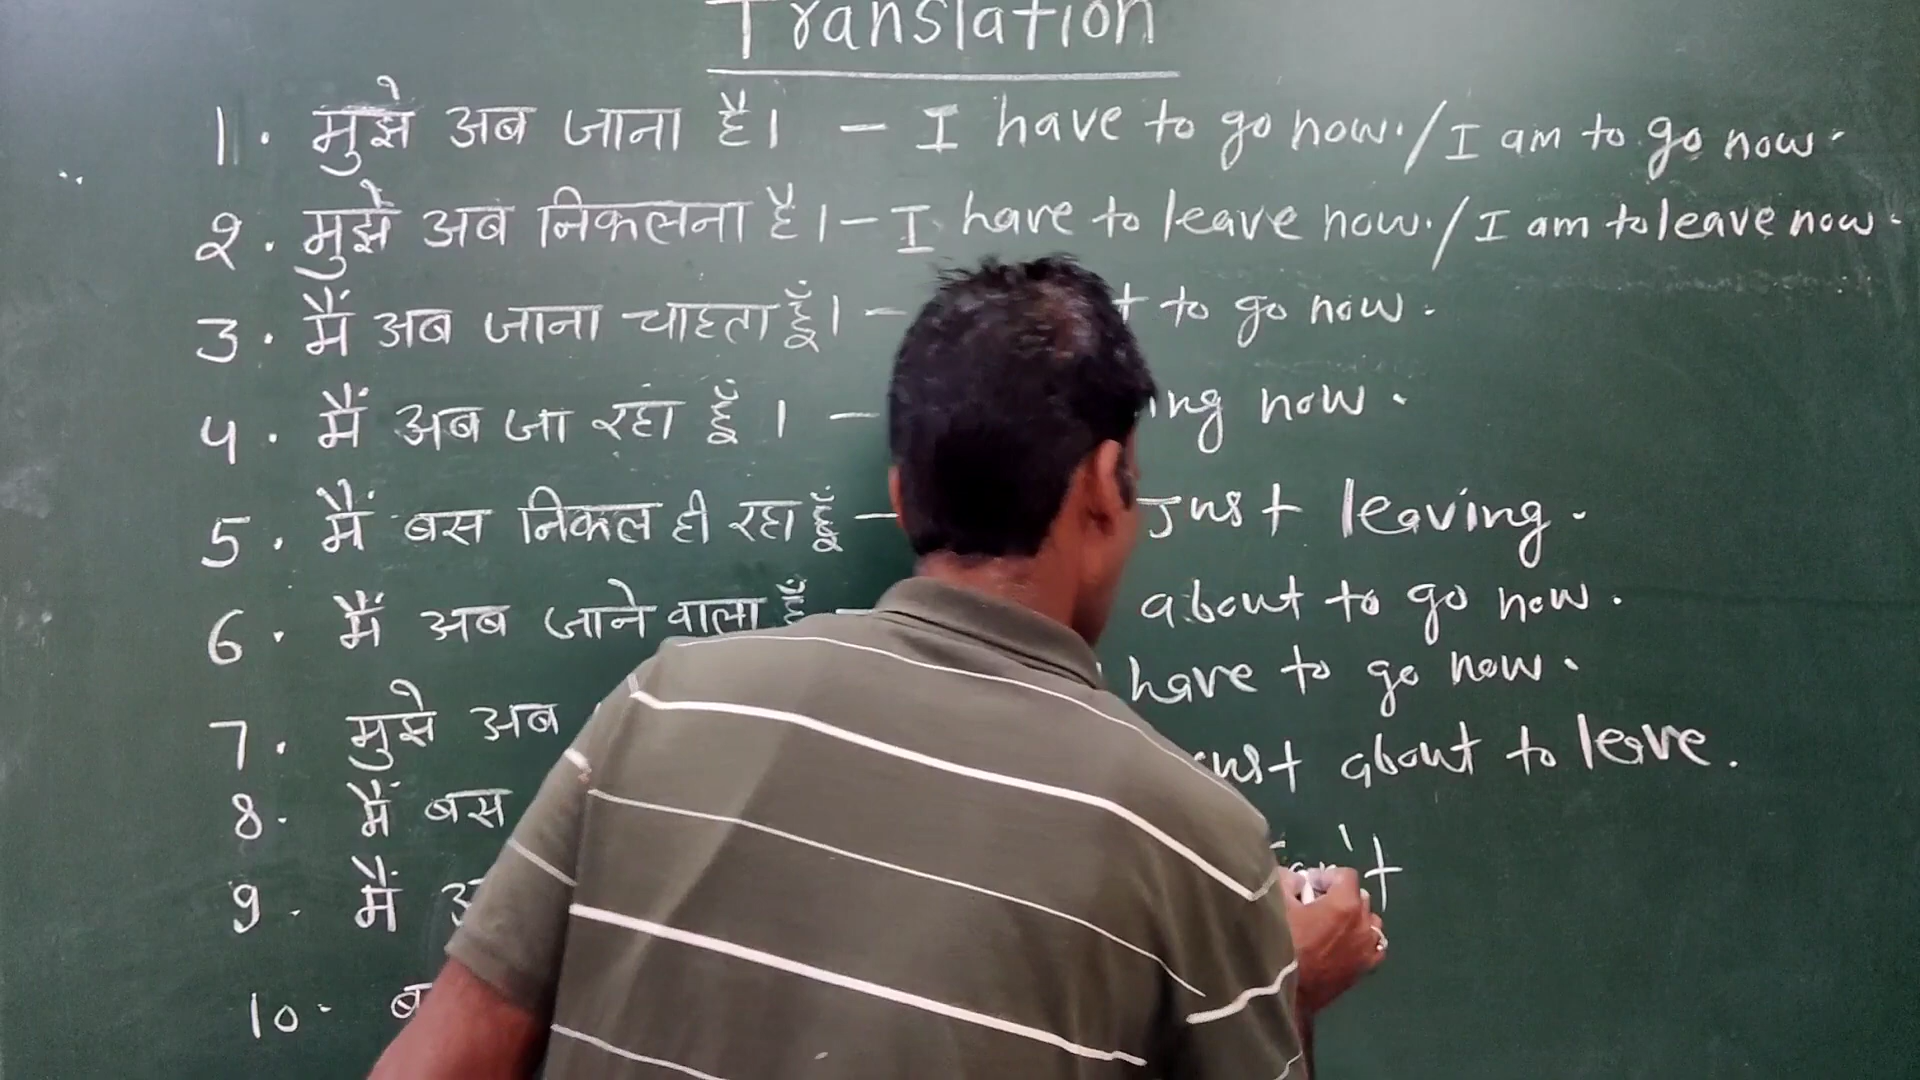 Translation
1. मुझे अब जाना है। – I have to go now. / I am to go now.
2. मुझे अब निकलना है। – I have to leave now. / I am to leave now.
3. मैं अब जाना चाहता हूँ। – to go now.
4. मैं अब जा रहा हूँ। – ing now.
5. मैं बस निकल ही रहा हूँ – Just leaving.
6. मैं अब जाने वाला हूँ – about to go now.
7. मुझे अब have to go now.
8. मैं बस just about to leave.
9. मैं
10.